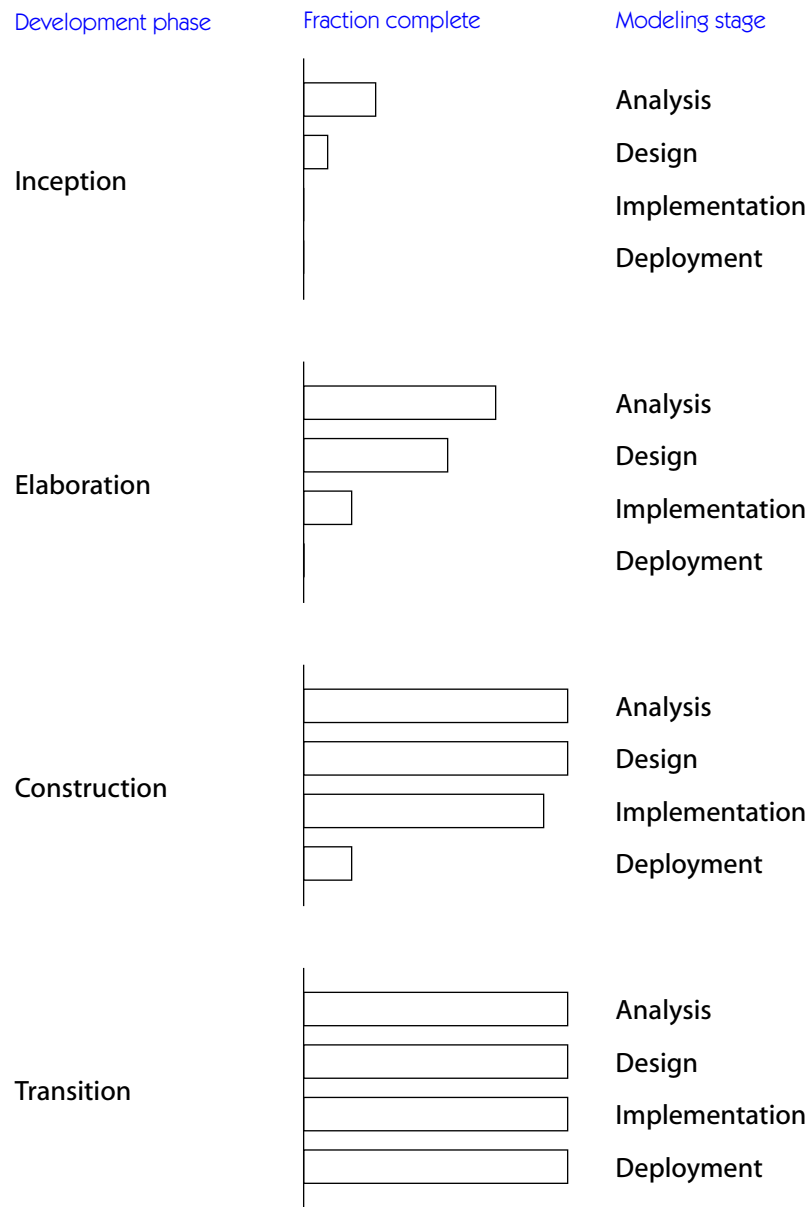 Development phase
Fraction complete
Modeling stage
Inception
Analysis
Design
Implementation
Deployment
Elaboration
Analysis
Design
Implementation
Deployment
Construction
Analysis
Design
Implementation
Deployment
Transition
Analysis
Design
Implementation
Deployment